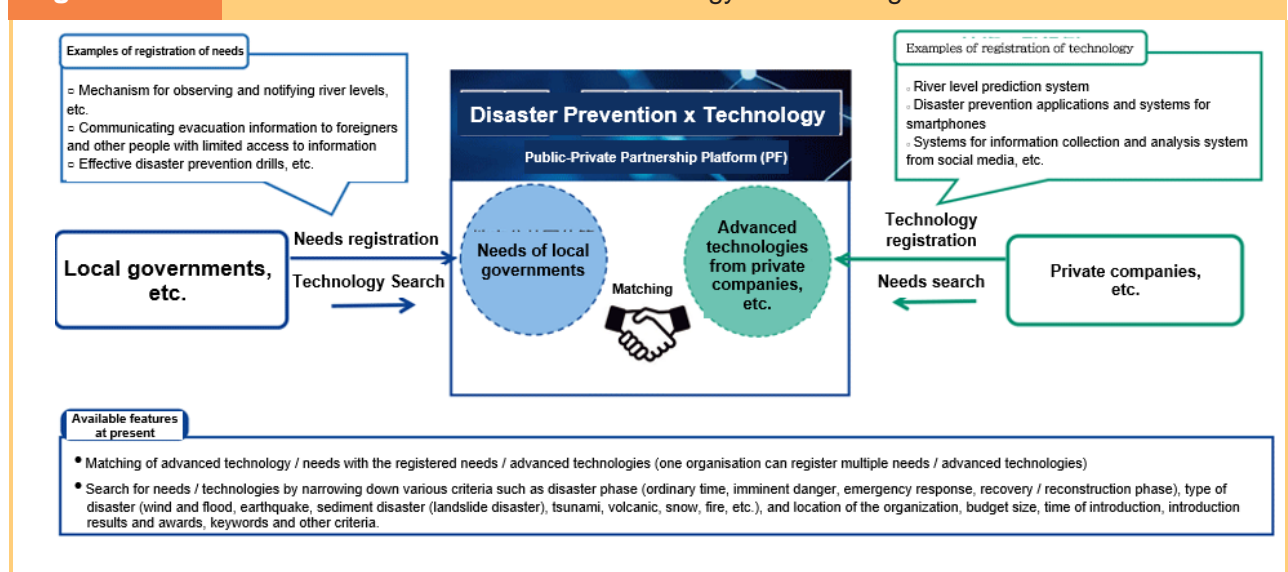 Examples of registration of needs
▫ Mechanism for observing and notifying river levels,
etc.
▫ Communicating evacuation information to foreigners
and other people with limited access to information
▫ Effective disaster prevention drills, etc.
Disaster Prevention x Technology
Public-Private Partnership Platform (PF)
Examples of registration of technology
▫ River level prediction system
▫ Disaster prevention applications and systems for
smartphones
▫ Systems for information collection and analysis system
from social media, etc.
Local governments,
etc.
Needs registration
Technology Search
Needs of local
governments
Matching
Advanced
technologies
from private
companies,
etc.
Technology
registration
Needs search
Private companies,
etc.
Available features
at present
• Matching of advanced technology / needs with the registered needs / advanced technologies (one organisation can register multiple needs / advanced technologies)
• Search for needs / technologies by narrowing down various criteria such as disaster phase (ordinary time, imminent danger, emergency response, recovery / reconstruction phase), type of
disaster (wind and flood, earthquake, sediment disaster (landslide disaster), tsunami, volcanic, snow, fire, etc.), and location of the organization, budget size, time of introduction, introduction
results and awards, keywords and other criteria.